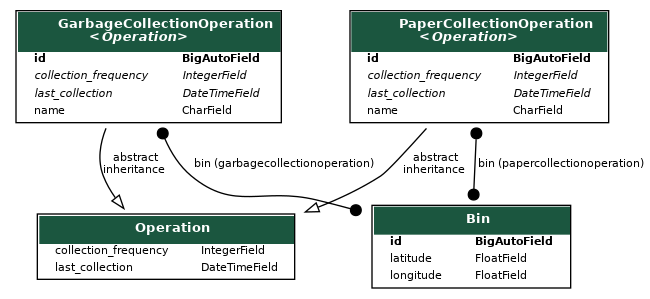 GarbageCollectionOperation
<Operation>
id BigAutoField
collection_frequency IntegerField
last_collection DateTimeField
name CharField
PaperCollectionOperation
<Operation>
id BigAutoField
collection_frequency IntegerField
last_collection DateTimeField
name CharField
abstract
inheritance
bin (garbagecollectionoperation)
abstract
inheritance
bin (papercollectionoperation)
Operation
collection_frequency IntegerField
last_collection DateTimeField
Bin
id BigAutoField
latitude FloatField
longitude FloatField